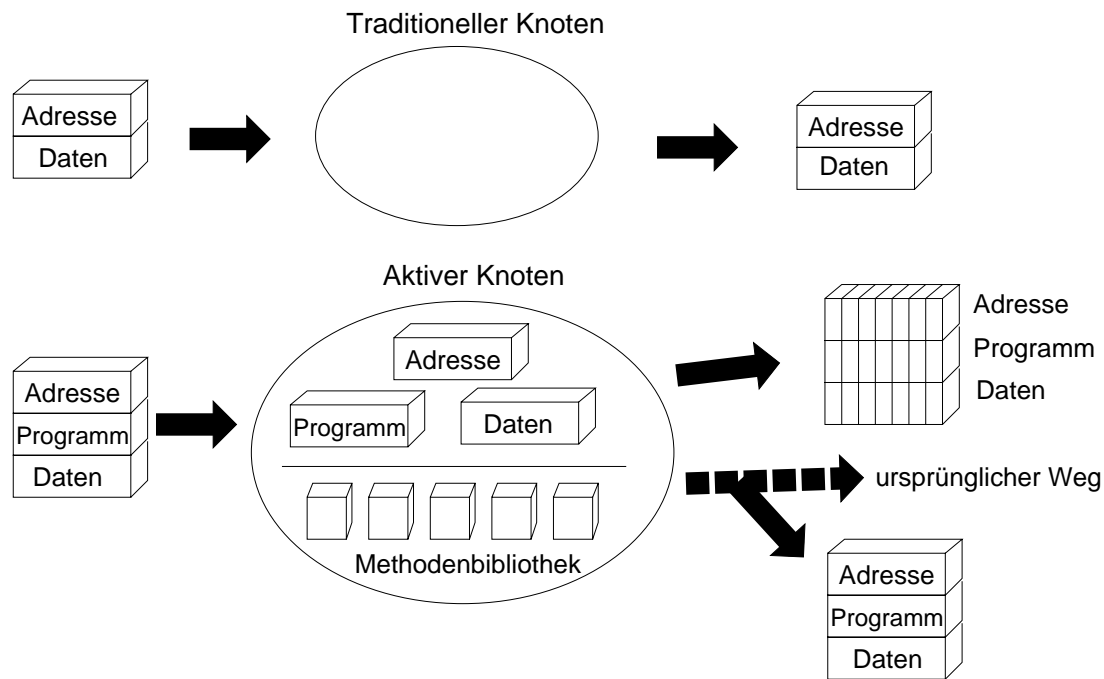 Traditioneller Knoten
Adresse
Daten
Adresse
Daten
Aktiver Knoten
Adresse
Programm
Daten
Adresse
Programm
Daten
Methodenbibliothek
Adresse
Programm
Daten
ursprünglicher Weg
Adresse
Programm
Daten